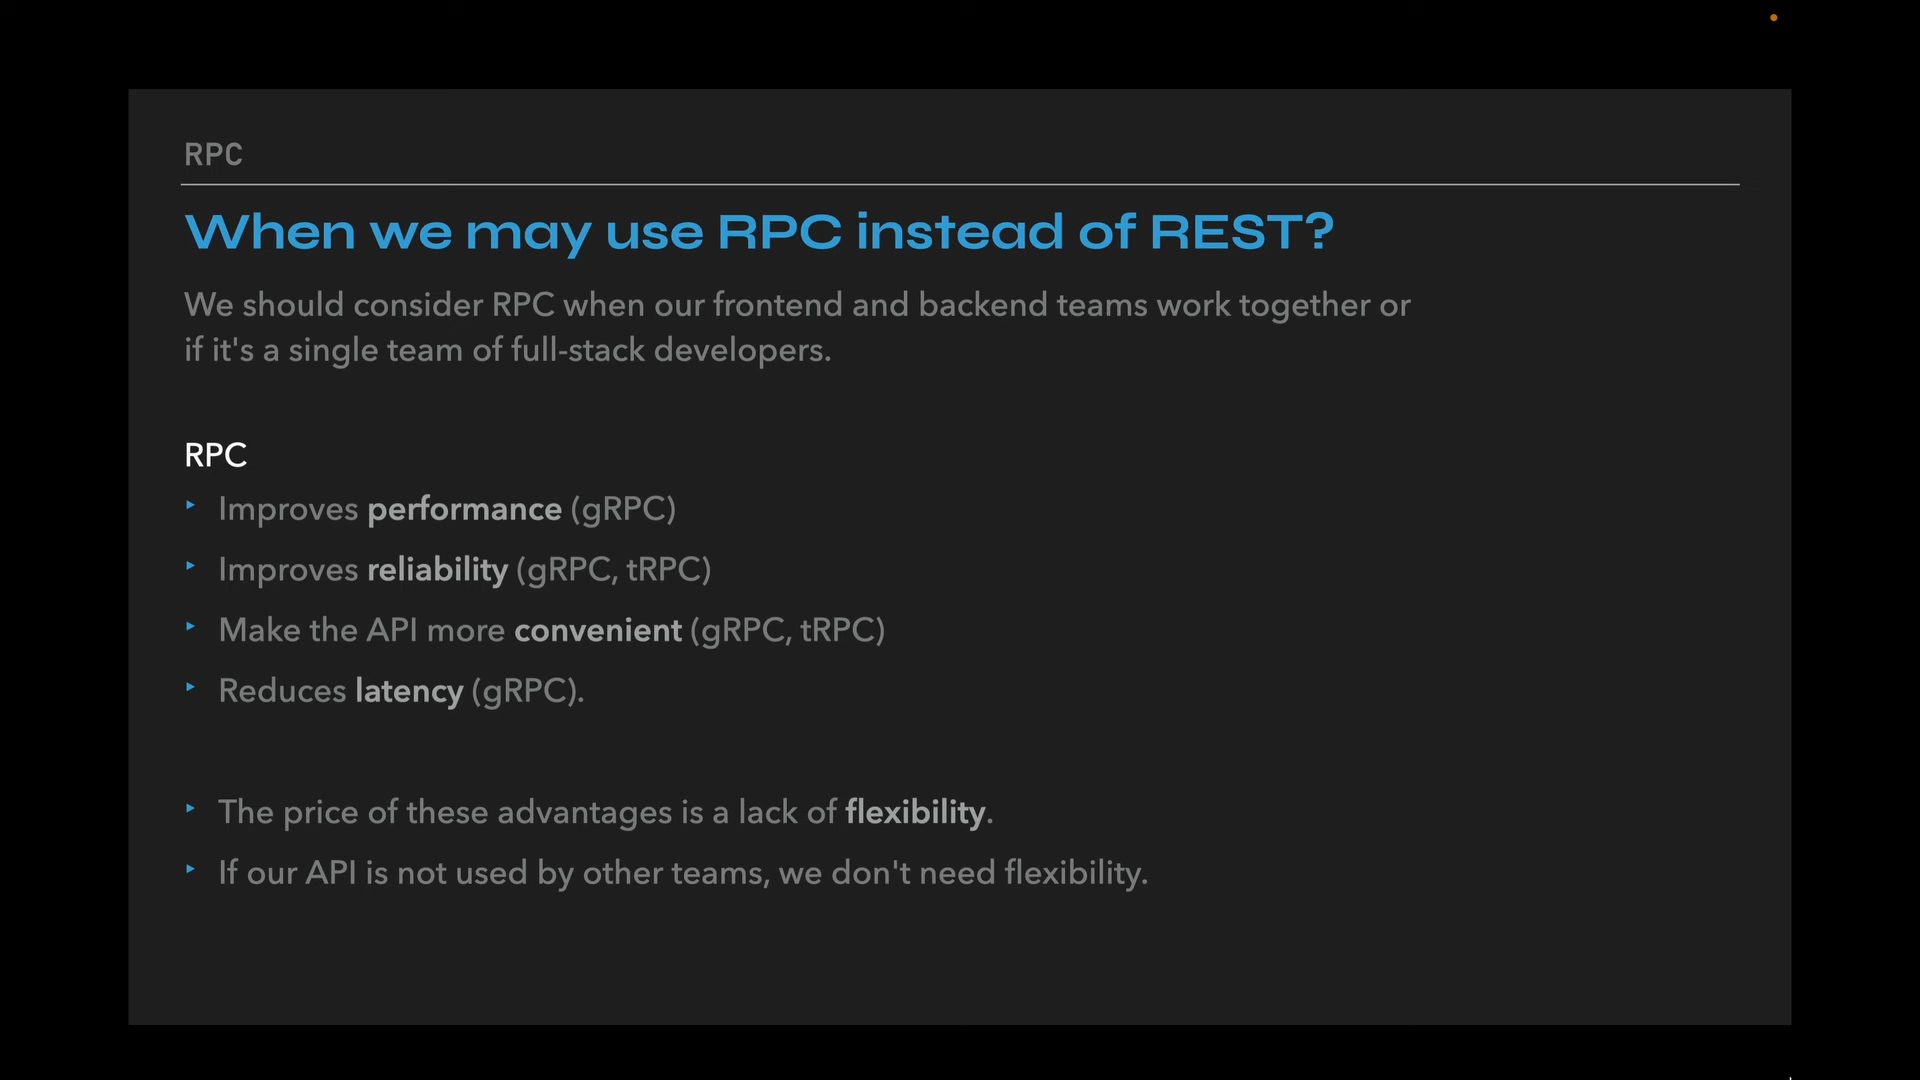 RPC
When we may use RPC instead of REST?
We should consider RPC when our frontend and backend teams work together or
if it's a single team of full-stack developers.
RPC
‣ Improves performance (gRPC)
‣ Improves reliability (gRPC, tRPC)
‣ Make the API more convenient (gRPC, tRPC)
‣ Reduces latency (gRPC).
‣ The price of these advantages is a lack of flexibility.
‣ If our API is not used by other teams, we don't need flexibility.